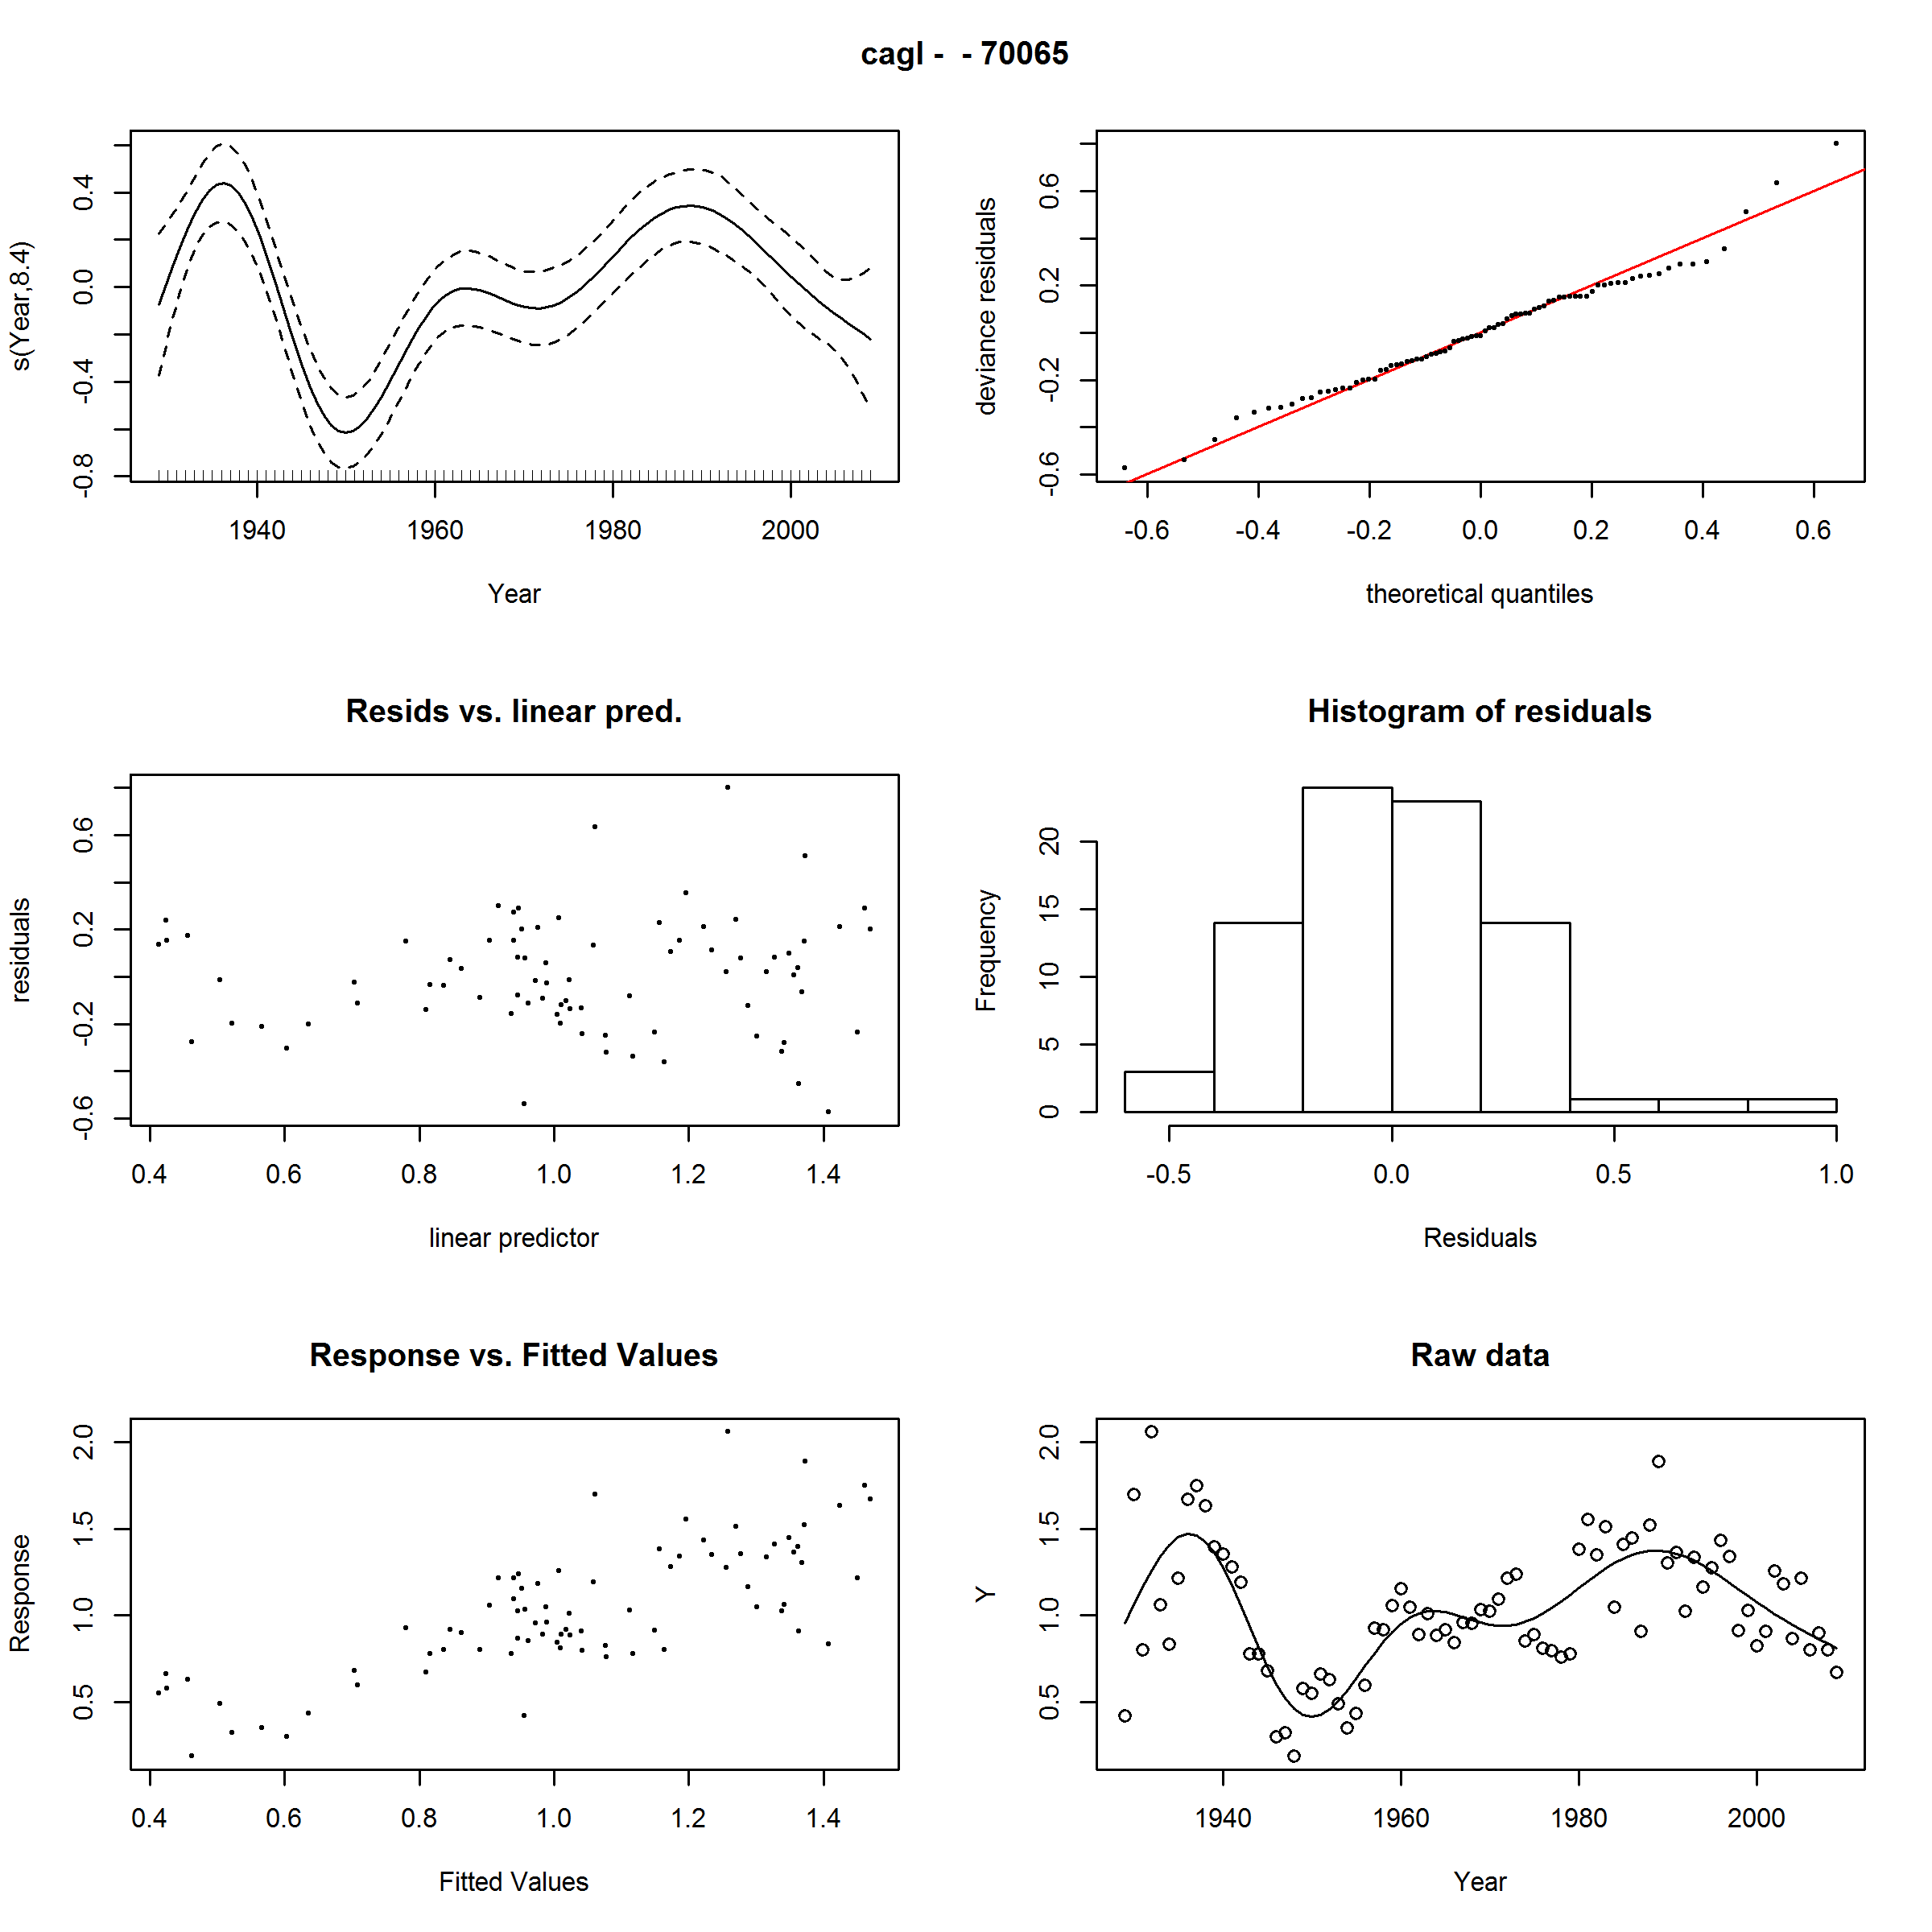 cagl -  - 70065
s(Year,8.4)
-0.8 -0.4 0.0 0.4
1940 1960 1980 2000
Year
deviance residuals
-0.6 -0.2 0.2 0.6
-0.6 -0.4 -0.2 0.0 0.2 0.4 0.6
theoretical quantiles
Resids vs. linear pred.
residuals
-0.6 -0.2 0.2 0.6
0.4 0.6 0.8 1.0 1.2 1.4
linear predictor
Histogram of residuals
Frequency
0 5 10 15 20
-0.5 0.0 0.5 1.0
Residuals
Response vs. Fitted Values
Response
0.5 1.0 1.5 2.0
0.4 0.6 0.8 1.0 1.2 1.4
Fitted Values
Raw data
Y
0.5 1.0 1.5 2.0
1940 1960 1980 2000
Year